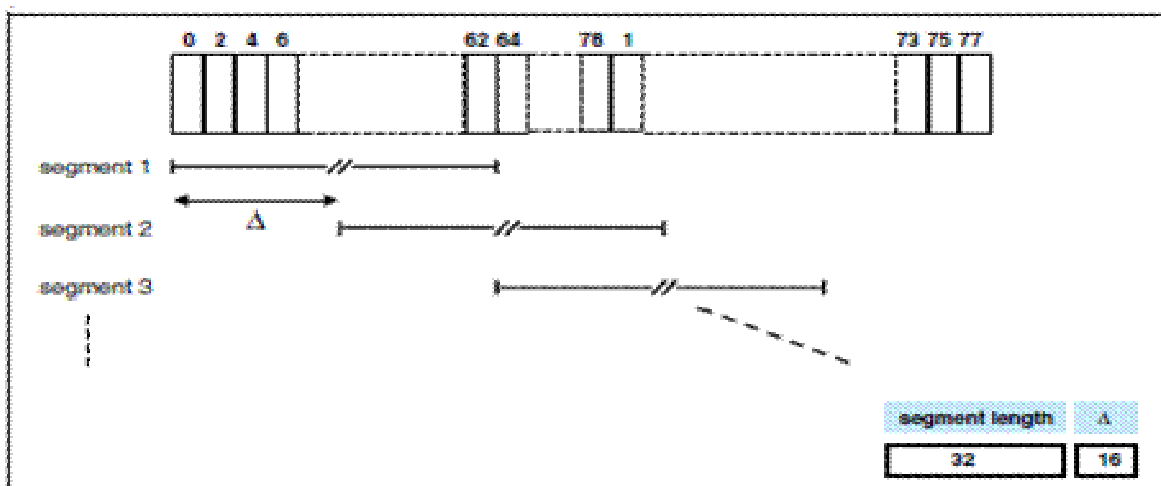 0 2 4 6 62 64 78 1 73 75 77
segment 1
Δ
segment 2
segment 3
segment length Δ
32 16